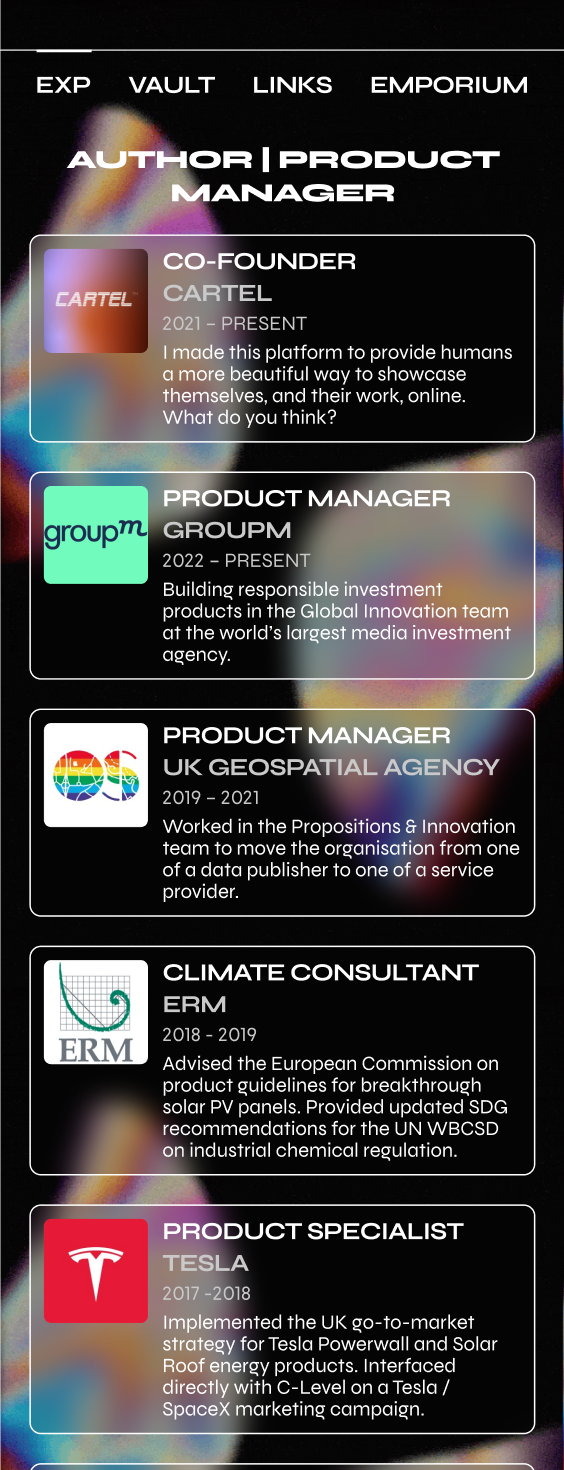 EXP VAULT LINKS EMPORIUM
AUTHOR | PRODUCT
MANAGER
CARTEL
CO-FOUNDER
CARTEL
2021 – PRESENT
I made this platform to provide humans
a more beautiful way to showcase
themselves, and their work, online.
What do you think?
groupm
PRODUCT MANAGER
GROUPM
2022 – PRESENT
Building responsible investment
products in the Global Innovation team
at the world's largest media investment
agency.
OS
PRODUCT MANAGER
UK GEOSPATIAL AGENCY
2019 – 2021
Worked in the Propositions & Innovation
team to move the organisation from one
of a data publisher to one of a service
provider.
ERM
CLIMATE CONSULTANT
ERM
2018 - 2019
Advised the European Commission on
product guidelines for breakthrough
solar PV panels. Provided updated SDG
recommendations for the UN WBCSD
on industrial chemical regulation.
PRODUCT SPECIALIST
TESLA
2017 -2018
Implemented the UK go-to-market
strategy for Tesla Powerwall and Solar
Roof energy products. Interfaced
directly with C-Level on a Tesla /
SpaceX marketing campaign.